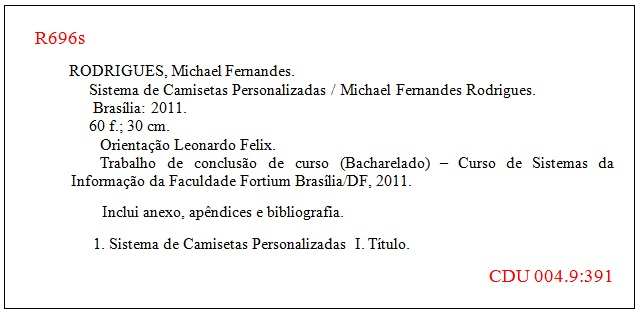 R696s
RODRIGUES, Michael Fernandes.
Sistema de Camisetas Personalizadas / Michael Fernandes Rodrigues.
Brasília: 2011.
60 f.; 30 cm.
Orientação Leonardo Felix.
Trabalho de conclusão de curso (Bacharelado) – Curso de Sistemas da
Informação da Faculdade Fortium Brasília/DF, 2011.
Inclui anexo, apêndices e bibliografia.
1. Sistema de Camisetas Personalizadas I. Título.
CDU 004.9:391